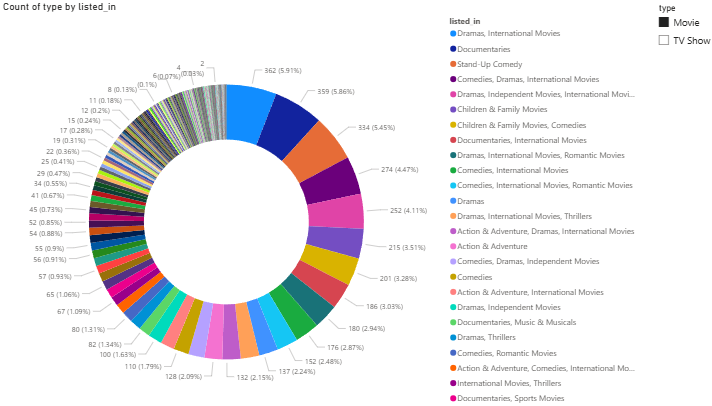 Count of type by listed_in
type
Movie
TV Show
listed_in
Dramas, International Movies
Documentaries
Stand-Up Comedy
Comedies, Dramas, International Movies
Dramas, Independent Movies, International Movi...
Children & Family Movies
Children & Family Movies, Comedies
Documentaries, International Movies
Dramas, International Movies, Romantic Movies
Comedies, International Movies
Comedies, International Movies, Romantic Movies
Dramas
Dramas, International Movies, Thrillers
Action & Adventure, Dramas, International Movies
Action & Adventure
Comedies, Dramas, Independent Movies
Comedies
Action & Adventure, International Movies
Dramas, Independent Movies
Documentaries, Music & Musicals
Dramas, Thrillers
Comedies, Romantic Movies
Action & Adventure, Comedies, International Mo...
International Movies, Thrillers
Documentaries, Sports Movies
362 (5.91%)
359 (5.86%)
334 (5.45%)
274 (4.47%)
252 (4.11%)
215 (3.51%)
201 (3.28%)
186 (3.03%)
180 (2.94%)
176 (2.87%)
152 (2.48%)
137 (2.24%)
132 (2.15%)
128 (2.09%)
110 (1.79%)
100 (1.63%)
82 (1.34%)
80 (1.31%)
67 (1.09%)
65 (1.06%)
57 (0.93%)
56 (0.91%)
55 (0.9%)
54 (0.88%)
52 (0.85%)
45 (0.73%)
41 (0.67%)
34 (0.55%)
29 (0.47%)
25 (0.41%)
22 (0.36%)
19 (0.31%)
17 (0.28%)
15 (0.24%)
12 (0.2%)
11 (0.18%)
8 (0.13%)
(0.1%)
6
(0.07%)
4
2